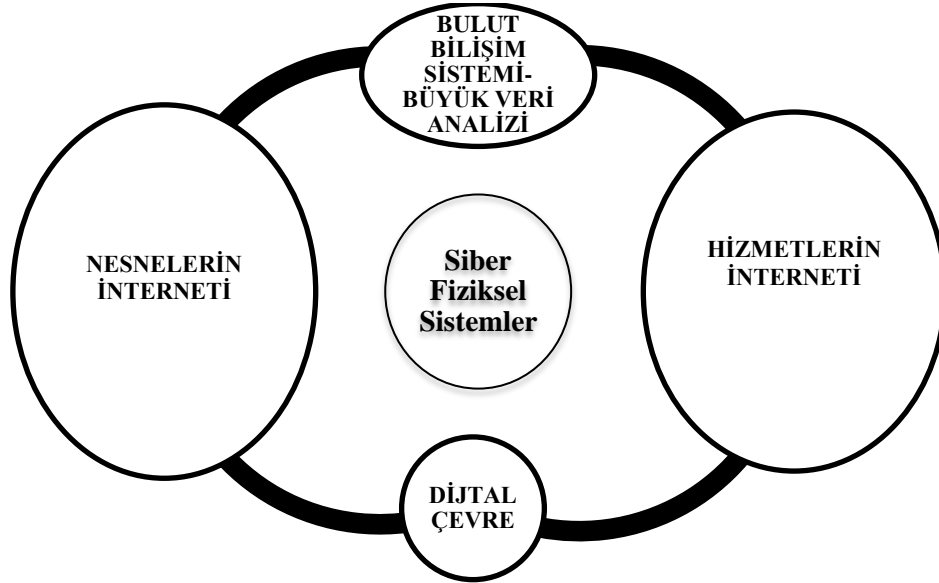 BULUT
BİLİŞİM
SİSTEMİ-
BÜYÜK VERİ
ANALİZİ
NESNELERİN
İNTERNETİ
Siber
Fiziksel
Sistemler
HİZMETLERİN
İNTERNETİ
DİJTAL
ÇEVRE